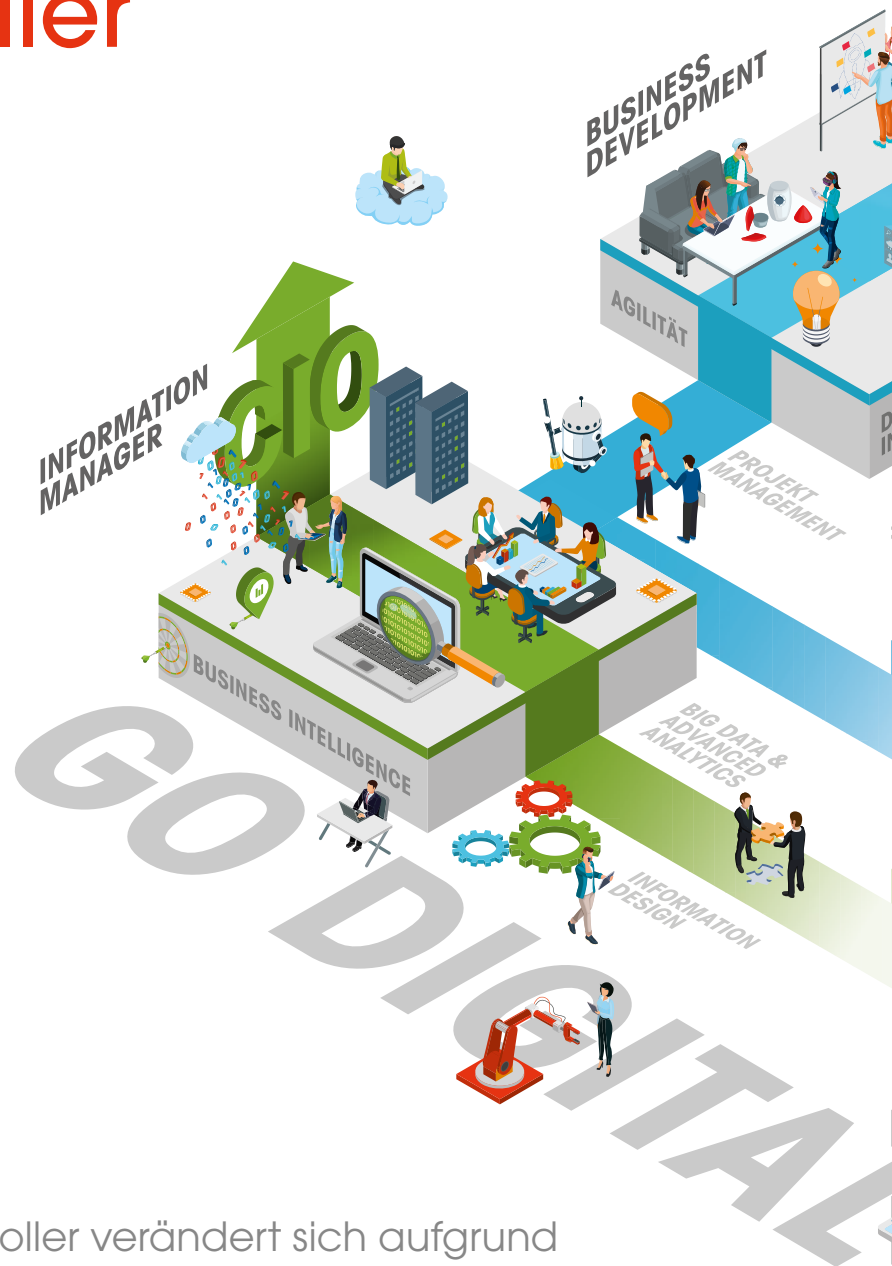 ller
BUSINESS
DEVELOPMENT
AGILITÄT
CIO
INFORMATION
MANAGER
PROJEKT
MANAGEMENT
BUSINESS INTELLIGENCE
BIG DATA &
ADVANCED
ANALYTICS
INFORMATION
DESIGN
GO DIGITAL
oller verändert sich aufgrund